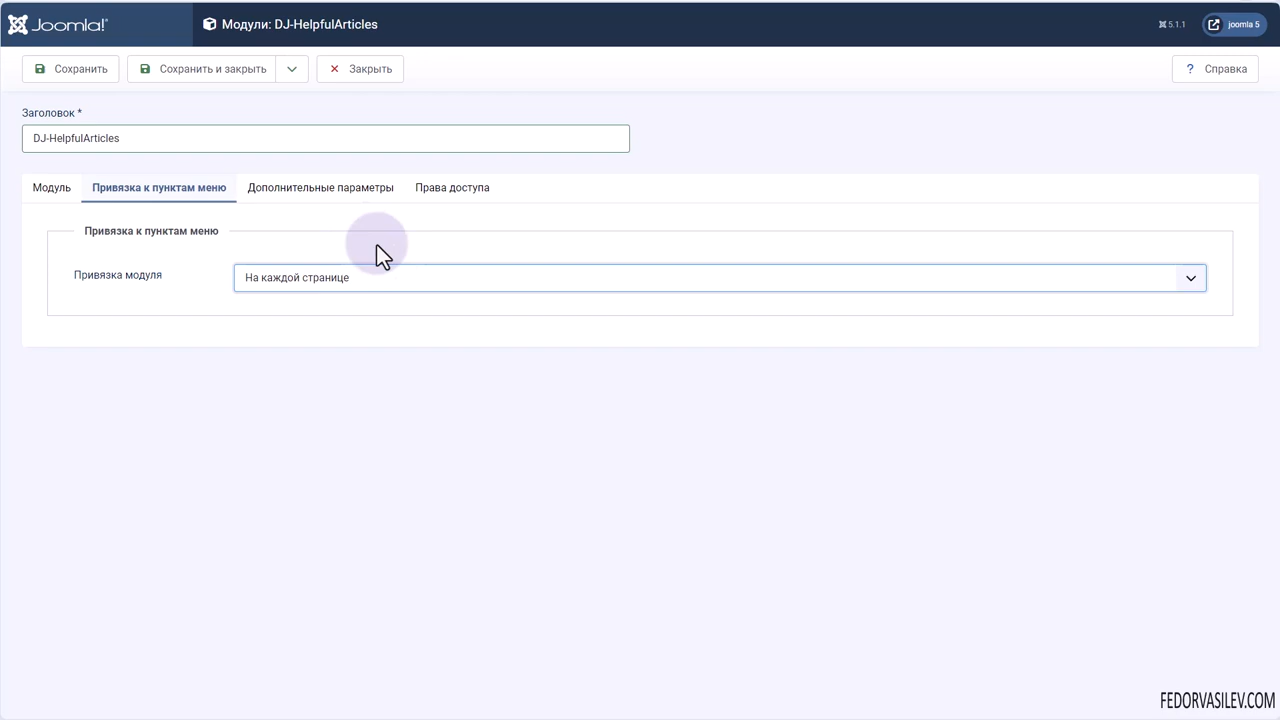 Joomla!
Модули: DJ-HelpfulArticles
5.1.1
joomla 5
Сохранить
Сохранить и закрыть
Закрыть
? Справка
Заголовок *
DJ-HelpfulArticles
Модуль
Привязка к пунктам меню
Дополнительные параметры
Права доступа
Привязка к пунктам меню
Привязка модуля
На каждой странице
FEDORVASILEV.COM